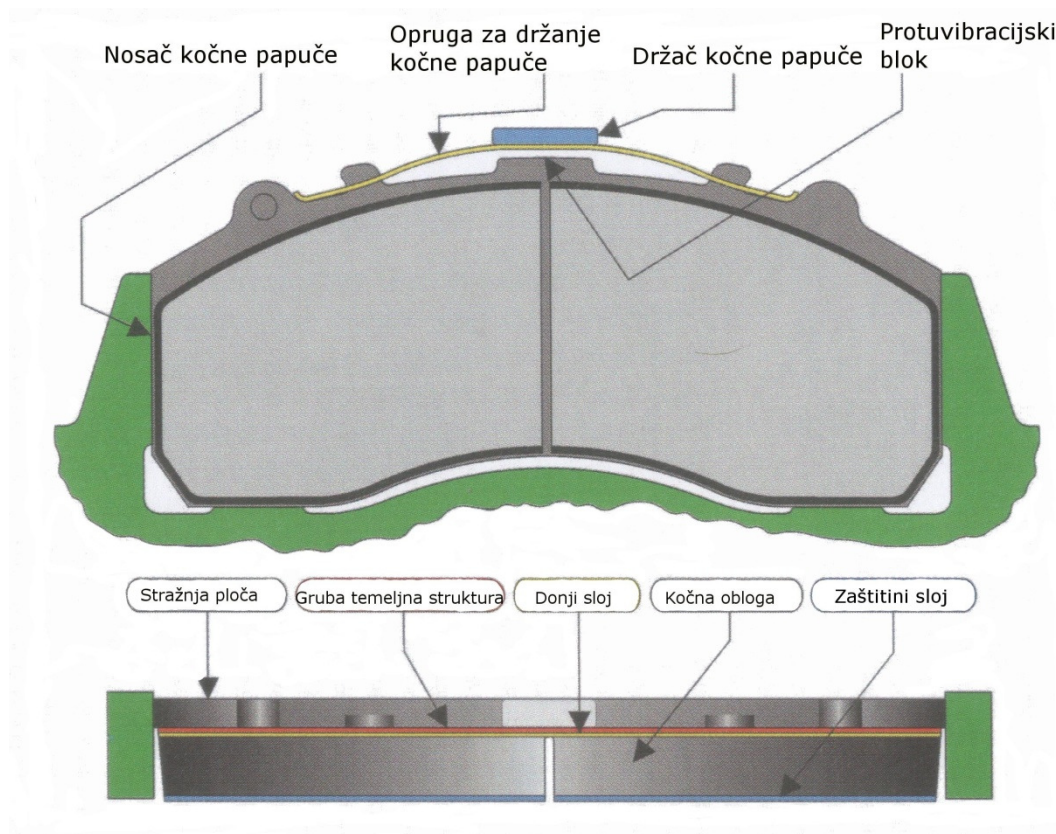 Nosač kočne papuče
Opruga za držanje
kočne papuče
Držač kočne papuče
Protuvibracijski
blok
Stražnja ploča
Gruba temeljna struktura
Donji sloj
Kočna obloga
Zaštitini sloj